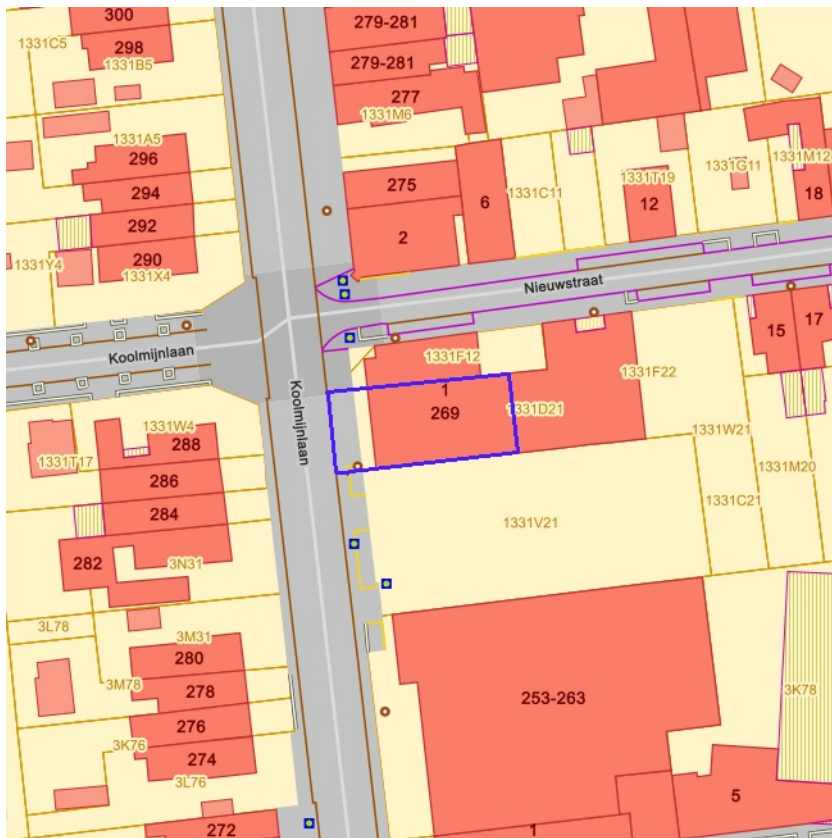 300
279-281
1331C5
298
1331B5
279-281
277
1331M6
1331A5
296
275
6
1331C11
1331T19
1331G11
1331M12
294
12
18
292
2
290
1331Y4
1331X4
Nieuwstraat
Koolmijnlaan
1331F12
15
17
1
1331F22
Koolmijnlaan
269
1331D21
1331W4
288
1331W21
1331T17
286
1331M20
284
1331C21
1331V21
282
3N31
3L78
3M31
280
3M78
278
253-263
3K78
276
3K76
274
3L76
5
272
1